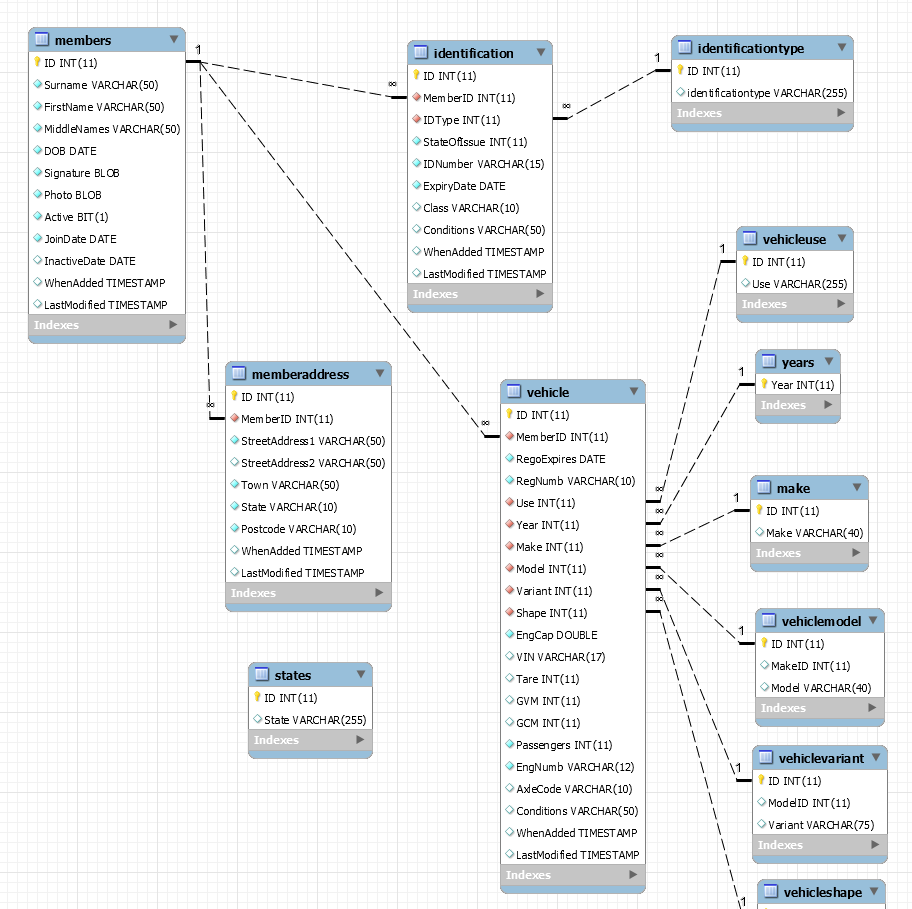 members
ID INT(11)
Surname VARCHAR(50)
FirstName VARCHAR(50)
MiddleNames VARCHAR(50)
DOB DATE
Signature BLOB
Photo BLOB
Active BIT(1)
JoinDate DATE
InactiveDate DATE
WhenAdded TIMESTAMP
LastModified TIMESTAMP
Indexes
1
∞
identification
ID INT(11)
MemberID INT(11)
IDType INT(11)
StateOfIssue INT(11)
IDNumber VARCHAR(15)
ExpiryDate DATE
Class VARCHAR(10)
Conditions VARCHAR(50)
WhenAdded TIMESTAMP
LastModified TIMESTAMP
Indexes
∞
1
identificationtype
ID INT(11)
identificationtype VARCHAR(255)
Indexes
∞
memberaddress
ID INT(11)
MemberID INT(11)
StreetAddress1 VARCHAR(50)
StreetAddress2 VARCHAR(50)
Town VARCHAR(50)
State VARCHAR(10)
Postcode VARCHAR(10)
WhenAdded TIMESTAMP
LastModified TIMESTAMP
Indexes
states
ID INT(11)
State VARCHAR(255)
Indexes
∞
vehicle
ID INT(11)
MemberID INT(11)
RegoExpires DATE
RegNumb VARCHAR(10)
Use INT(11)
Year INT(11)
Make INT(11)
Model INT(11)
Variant INT(11)
Shape INT(11)
EngCap DOUBLE
VIN VARCHAR(17)
Tare INT(11)
GVM INT(11)
GCM INT(11)
Passengers INT(11)
EngNumb VARCHAR(12)
AxleCode VARCHAR(10)
Conditions VARCHAR(50)
WhenAdded TIMESTAMP
LastModified TIMESTAMP
Indexes
∞
∞
∞
∞
∞
∞
1
vehicleuse
ID INT(11)
Use VARCHAR(255)
Indexes
1
years
Year INT(11)
Indexes
1
make
ID INT(11)
Make VARCHAR(40)
Indexes
1
vehiclemodel
ID INT(11)
MakeID INT(11)
Model VARCHAR(40)
Indexes
1
vehiclevariant
ID INT(11)
ModelID INT(11)
Variant VARCHAR(75)
Indexes
1
vehicleshape